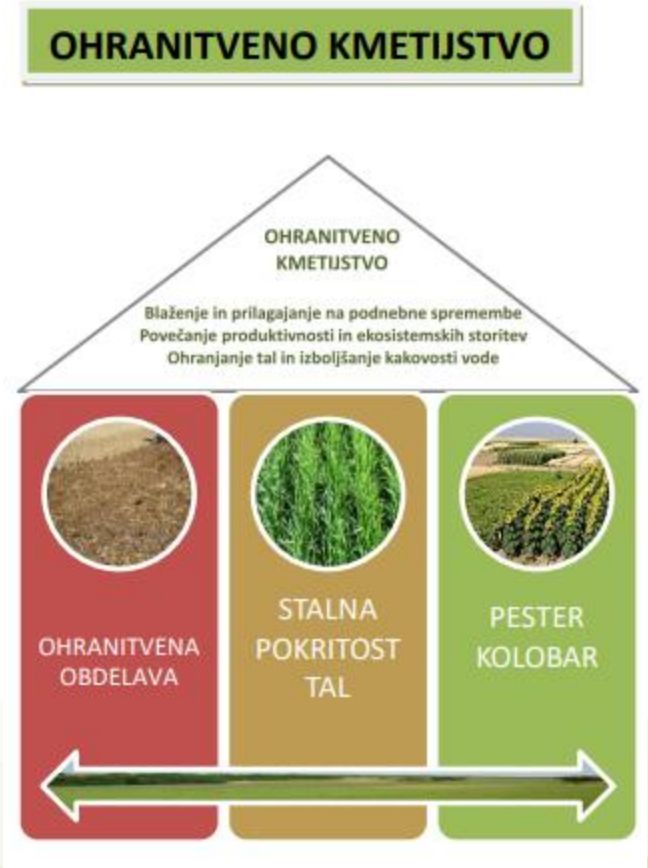 OHRANITVENO KMETIJSTVO
OHRANITVENO
KMETIJSTVO
Blaženje in prilagajanje na podnebne spremembe
Povečanje produktivnosti in ekosistemskih storitev
Ohranjanje tal in izboljšanje kakovosti vode
OHRANITVENA
OBDELAVA
STALNA
POKRITOST
TAL
PESTER
KOLOBAR